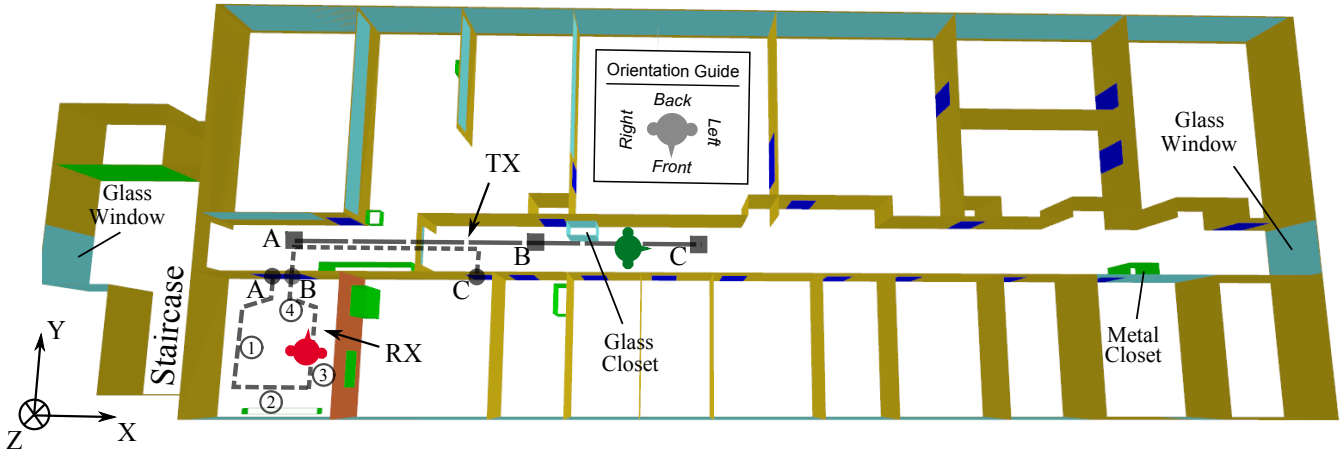 Orientation Guide
Back
Right
Left
Front
Glass
Window
TX
Glass
Window
A
B
C
A
B
C
4
1
3
2
RX
Staircase
Glass
Closet
Metal
Closet
Y
X
Z